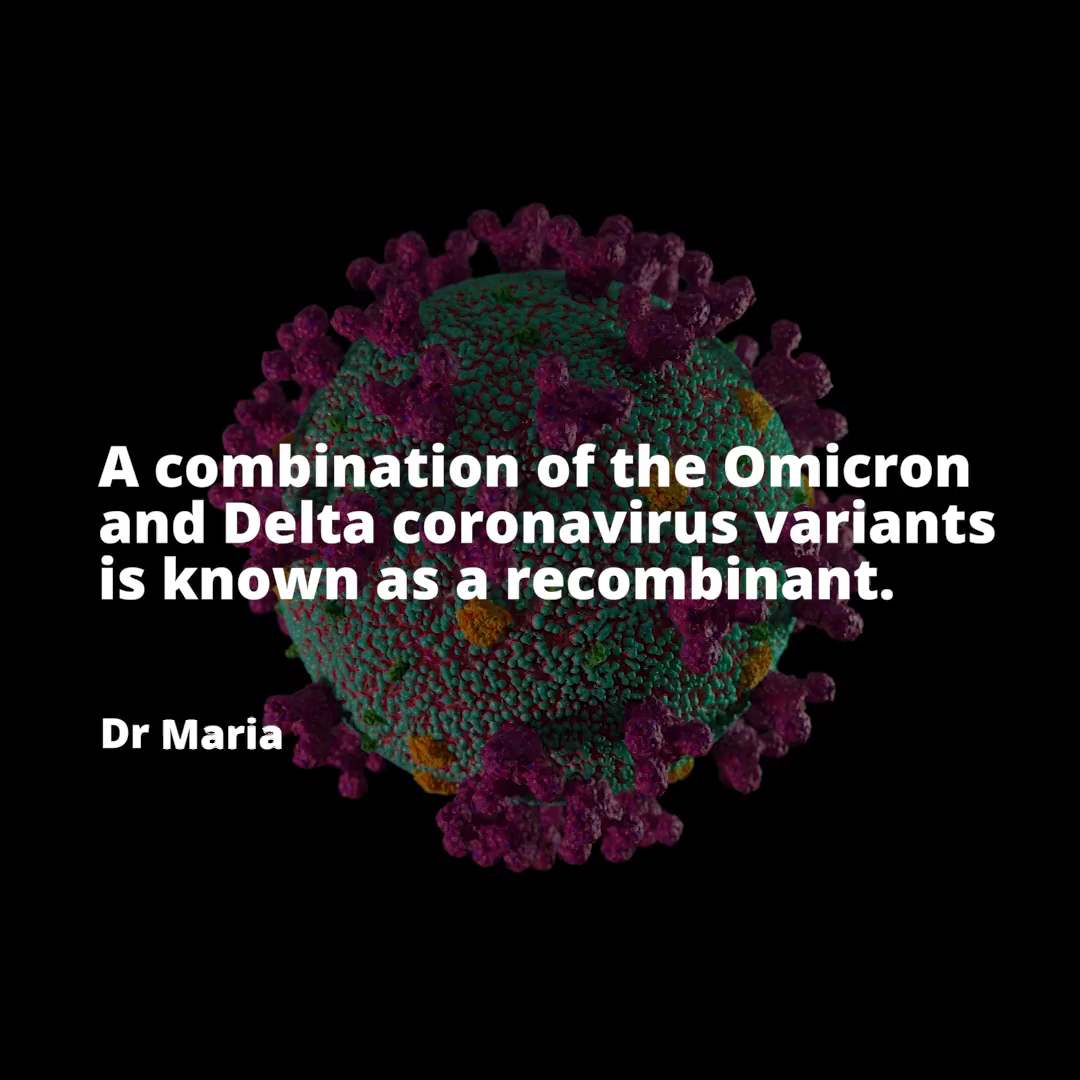 A combination of the Omicron
and Delta coronavirus variants
is known as a recombinant.
Dr Maria